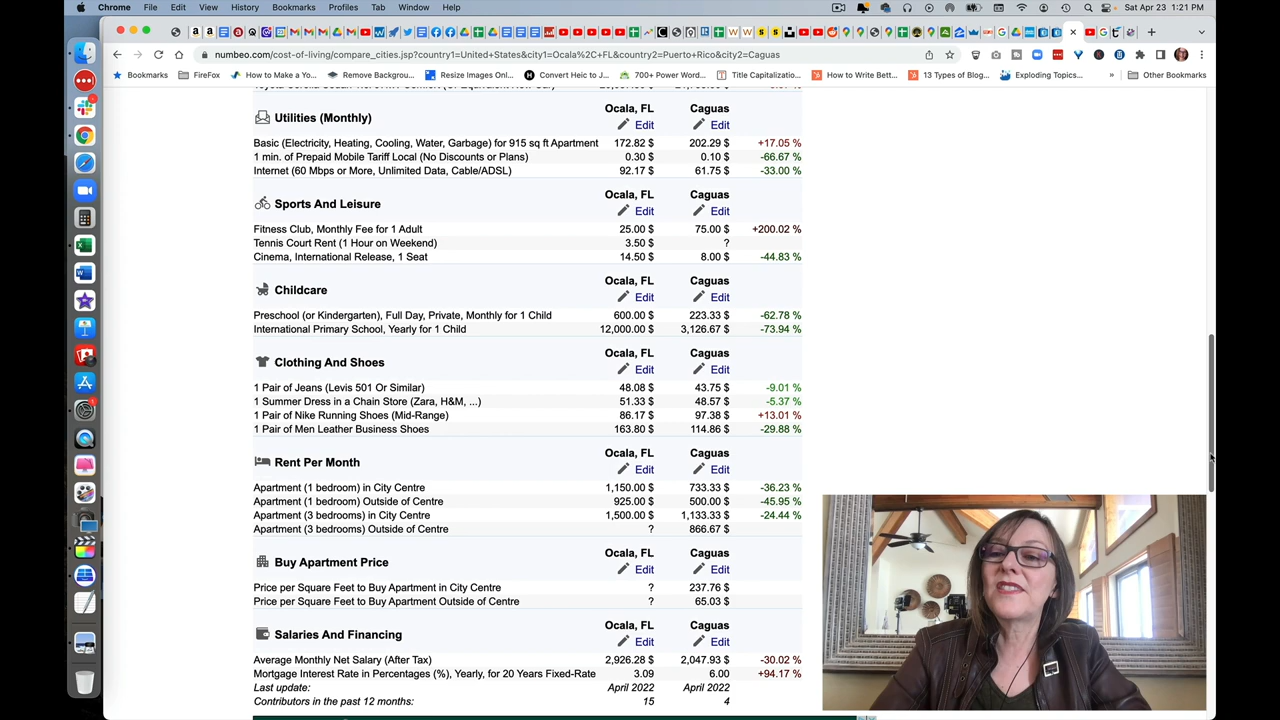 Chrome File Edit View History Bookmarks Profiles Tab Window Help Sat Apr 23 1:21 PM
numbeo.com/cost-of-living/compare_cities.jsp?country1=United+States&city1=Ocala%2C+FL&country2=Puerto+Rico&city2=Caguas
Bookmarks FireFox How to Make a Yo... Remove Backgrou... Resize Images Onl... Convert Heic to J... 700+ Power Word... Title Capitalizatio... How to Write Bett... 13 Types of Blog... Exploding Topics... » Other Bookmarks
Utilities (Monthly) Ocala, FL Caguas
Edit Edit
Basic (Electricity, Heating, Cooling, Water, Garbage) for 915 sq ft Apartment 172.82 $ 202.29 $ +17.05 %
1 min. of Prepaid Mobile Tariff Local (No Discounts or Plans) 0.30 $ 0.10 $ -66.67 %
Internet (60 Mbps or More, Unlimited Data, Cable/ADSL) 92.17 $ 61.75 $ -33.00 %
Sports And Leisure Ocala, FL Caguas
Edit Edit
Fitness Club, Monthly Fee for 1 Adult 25.00 $ 75.00 $ +200.02 %
Tennis Court Rent (1 Hour on Weekend) 3.50 $ ?
Cinema, International Release, 1 Seat 14.50 $ 8.00 $ -44.83 %
Childcare Ocala, FL Caguas
Edit Edit
Preschool (or Kindergarten), Full Day, Private, Monthly for 1 Child 600.00 $ 223.33 $ -62.78 %
International Primary School, Yearly for 1 Child 12,000.00 $ 3,126.67 $ -73.94 %
Clothing And Shoes Ocala, FL Caguas
Edit Edit
1 Pair of Jeans (Levis 501 Or Similar) 48.08 $ 43.75 $ -9.01 %
1 Summer Dress in a Chain Store (Zara, H&M, ...) 51.33 $ 48.57 $ -5.37 %
1 Pair of Nike Running Shoes (Mid-Range) 86.17 $ 97.38 $ +13.01 %
1 Pair of Men Leather Business Shoes 163.80 $ 114.86 $ -29.88 %
Rent Per Month Ocala, FL Caguas
Edit Edit
Apartment (1 bedroom) in City Centre 1,150.00 $ 733.33 $ -36.23 %
Apartment (1 bedroom) Outside of Centre 925.00 $ 500.00 $ -45.95 %
Apartment (3 bedrooms) in City Centre 1,500.00 $ 1,133.33 $ -24.44 %
Apartment (3 bedrooms) Outside of Centre ? 866.67 $
Buy Apartment Price Ocala, FL Caguas
Edit Edit
Price per Square Feet to Buy Apartment in City Centre ? 237.76 $
Price per Square Feet to Buy Apartment Outside of Centre ? 65.03 $
Salaries And Financing Ocala, FL Caguas
Edit Edit
Average Monthly Net Salary (After Tax) 2,926.28 $ 2,047.93 $ -30.02 %
Mortgage Interest Rate in Percentages (%), Yearly, for 20 Years Fixed-Rate 3.09 6.00 +94.17 %
Last update: April 2022 April 2022
Contributors in the past 12 months: 15 4